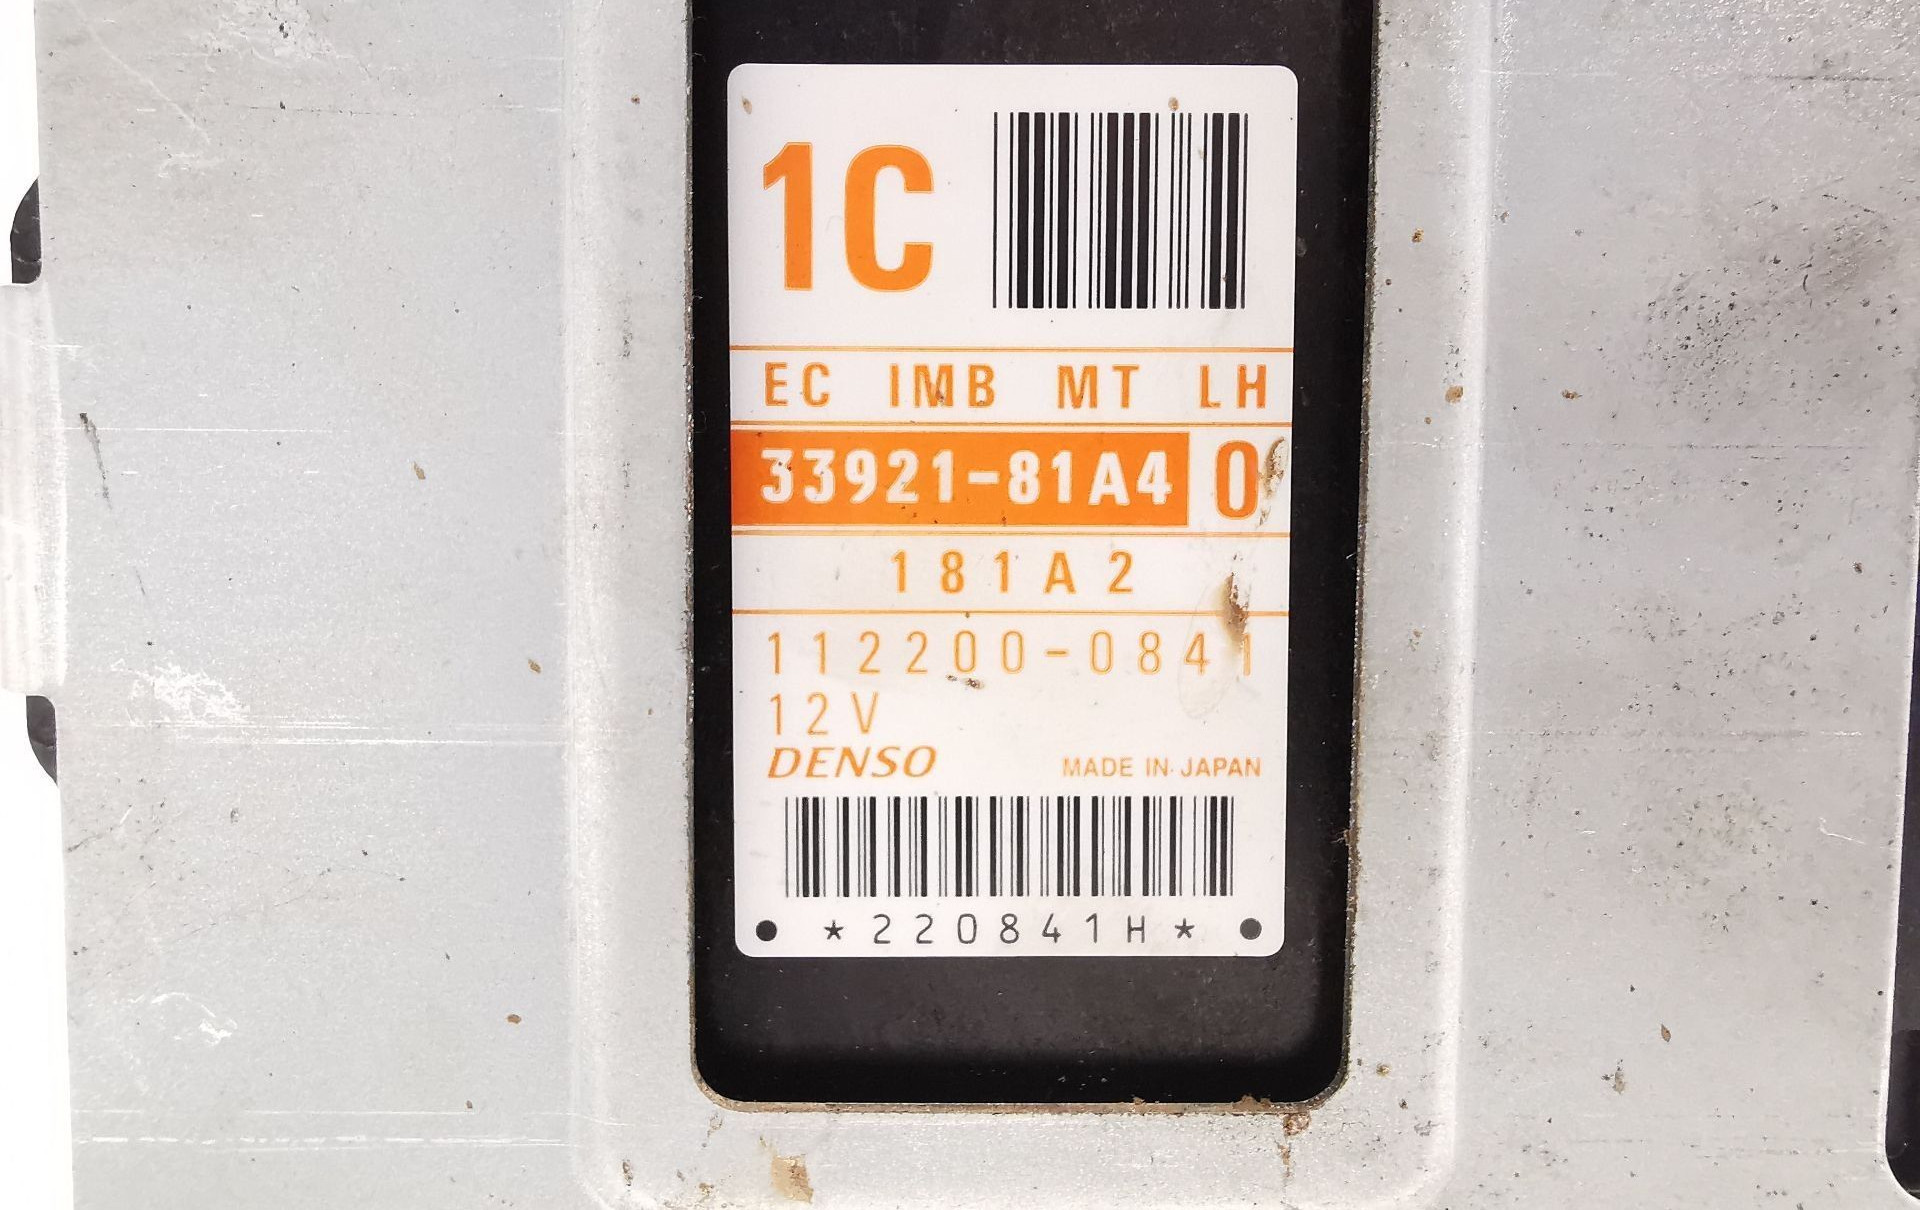 1C
EC IMB MT LH
33921-81A4 0
181A2
112200-0841
12V
DENSO MADE IN JAPAN
*220841H*